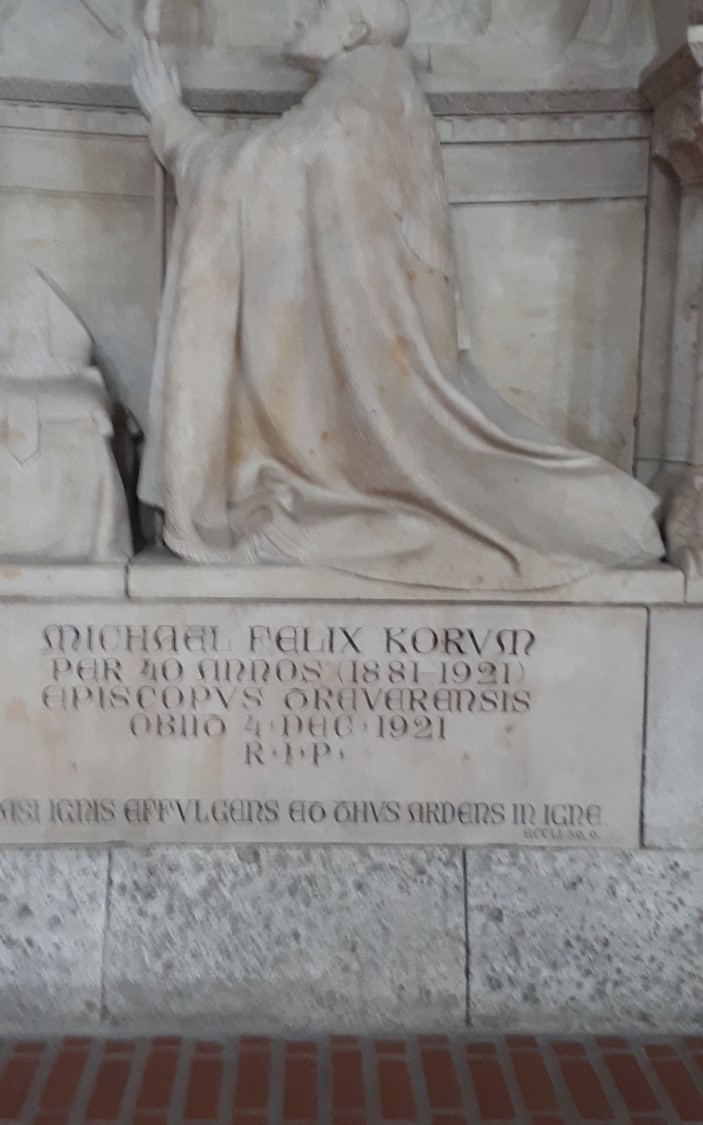 MICHAEL FELIX KORVM
PER 40 ANNOS (1881-1921)
EPISCOPVS TREVERENSIS
OBIIT 4·DEC·1921
R·I·P·
ASI IGNIS EFFVLGENS ET THVS ARDENS IN IGNE